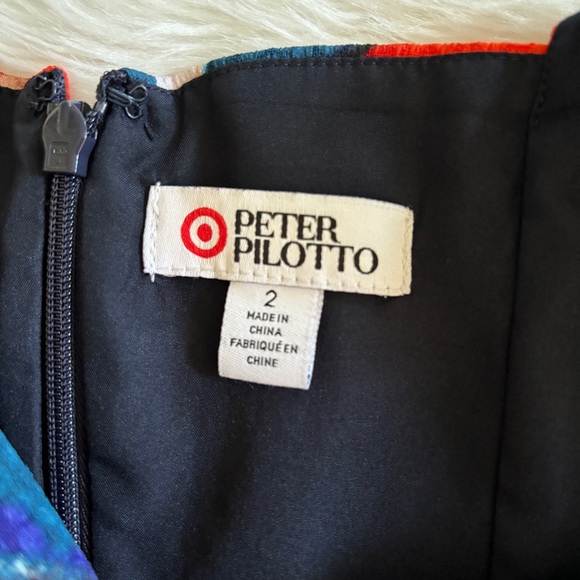 PETER
PILOTTO
2
MADE IN
CHINA
FABRIQUÉ EN
CHINE